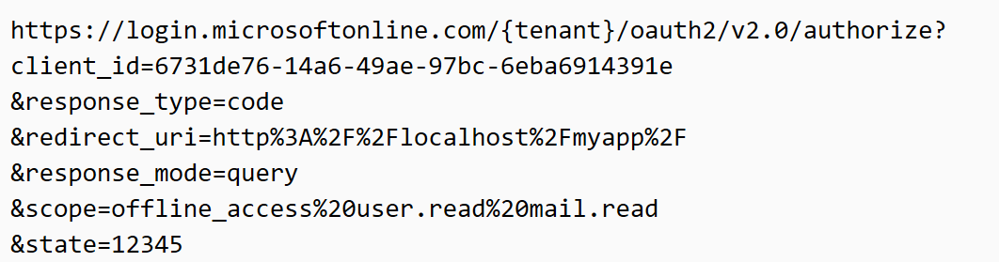 https://login.microsoftonline.com/{tenant}/oauth2/v2.0/authorize?
client_id=6731de76-14a6-49ae-97bc-6eba6914391e
&response_type=code
&redirect_uri=http%3A%2F%2Flocalhost%2Fmyapp%2F
&response_mode=query
&scope=offline_access%20user.read%20mail.read
&state=12345